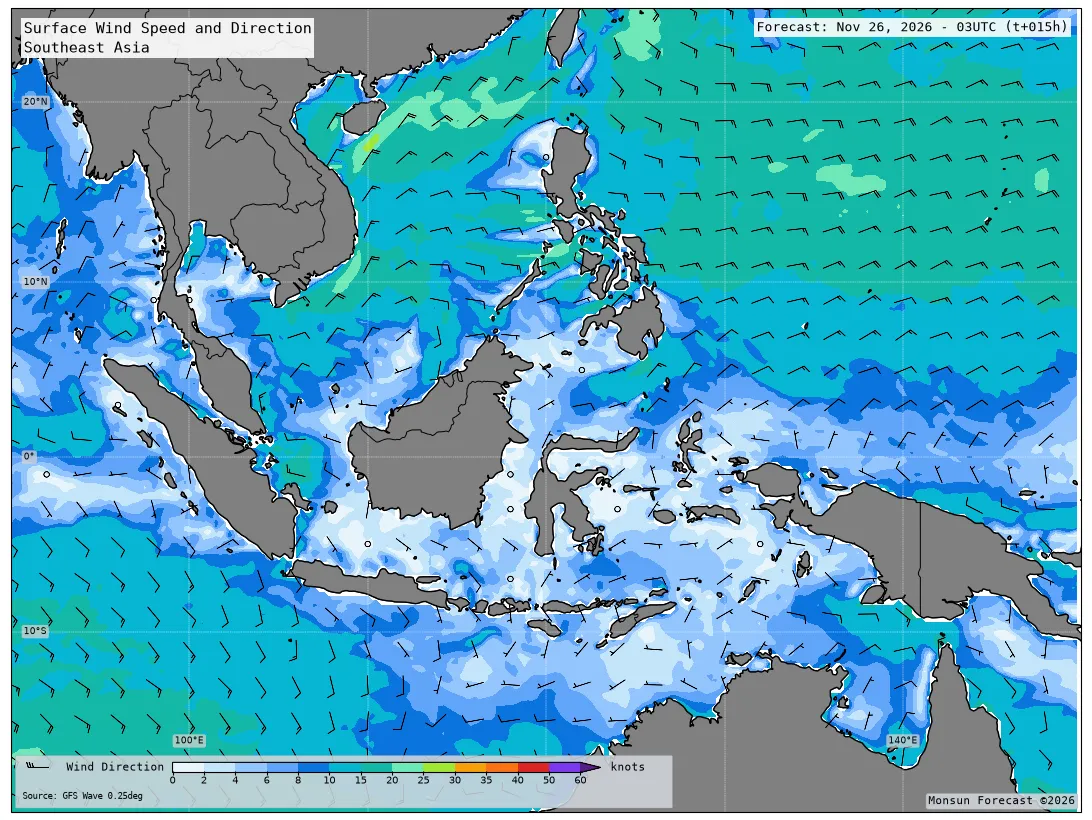 Surface Wind Speed and Direction
Southeast Asia
Forecast: Nov 26, 2026 - 03UTC (t+015h)
20°N
10°N
0°
10°S
100°E
140°E
Wind Direction
0 2 4 6 8 10 15 20 25 30 35 40 50 60
knots
Source: GFS Wave 0.25deg
Monsun Forecast ©2026